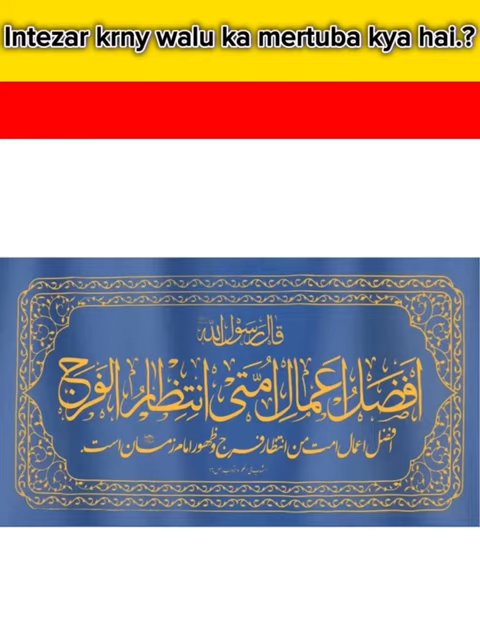 Intezar krny walu ka mertuba kya hai.?
قال رسول الله
افضل اعمال امتی انتظار الفرج
افضل اعمال امت من انتظار فرج و ظهور امام زمان است.